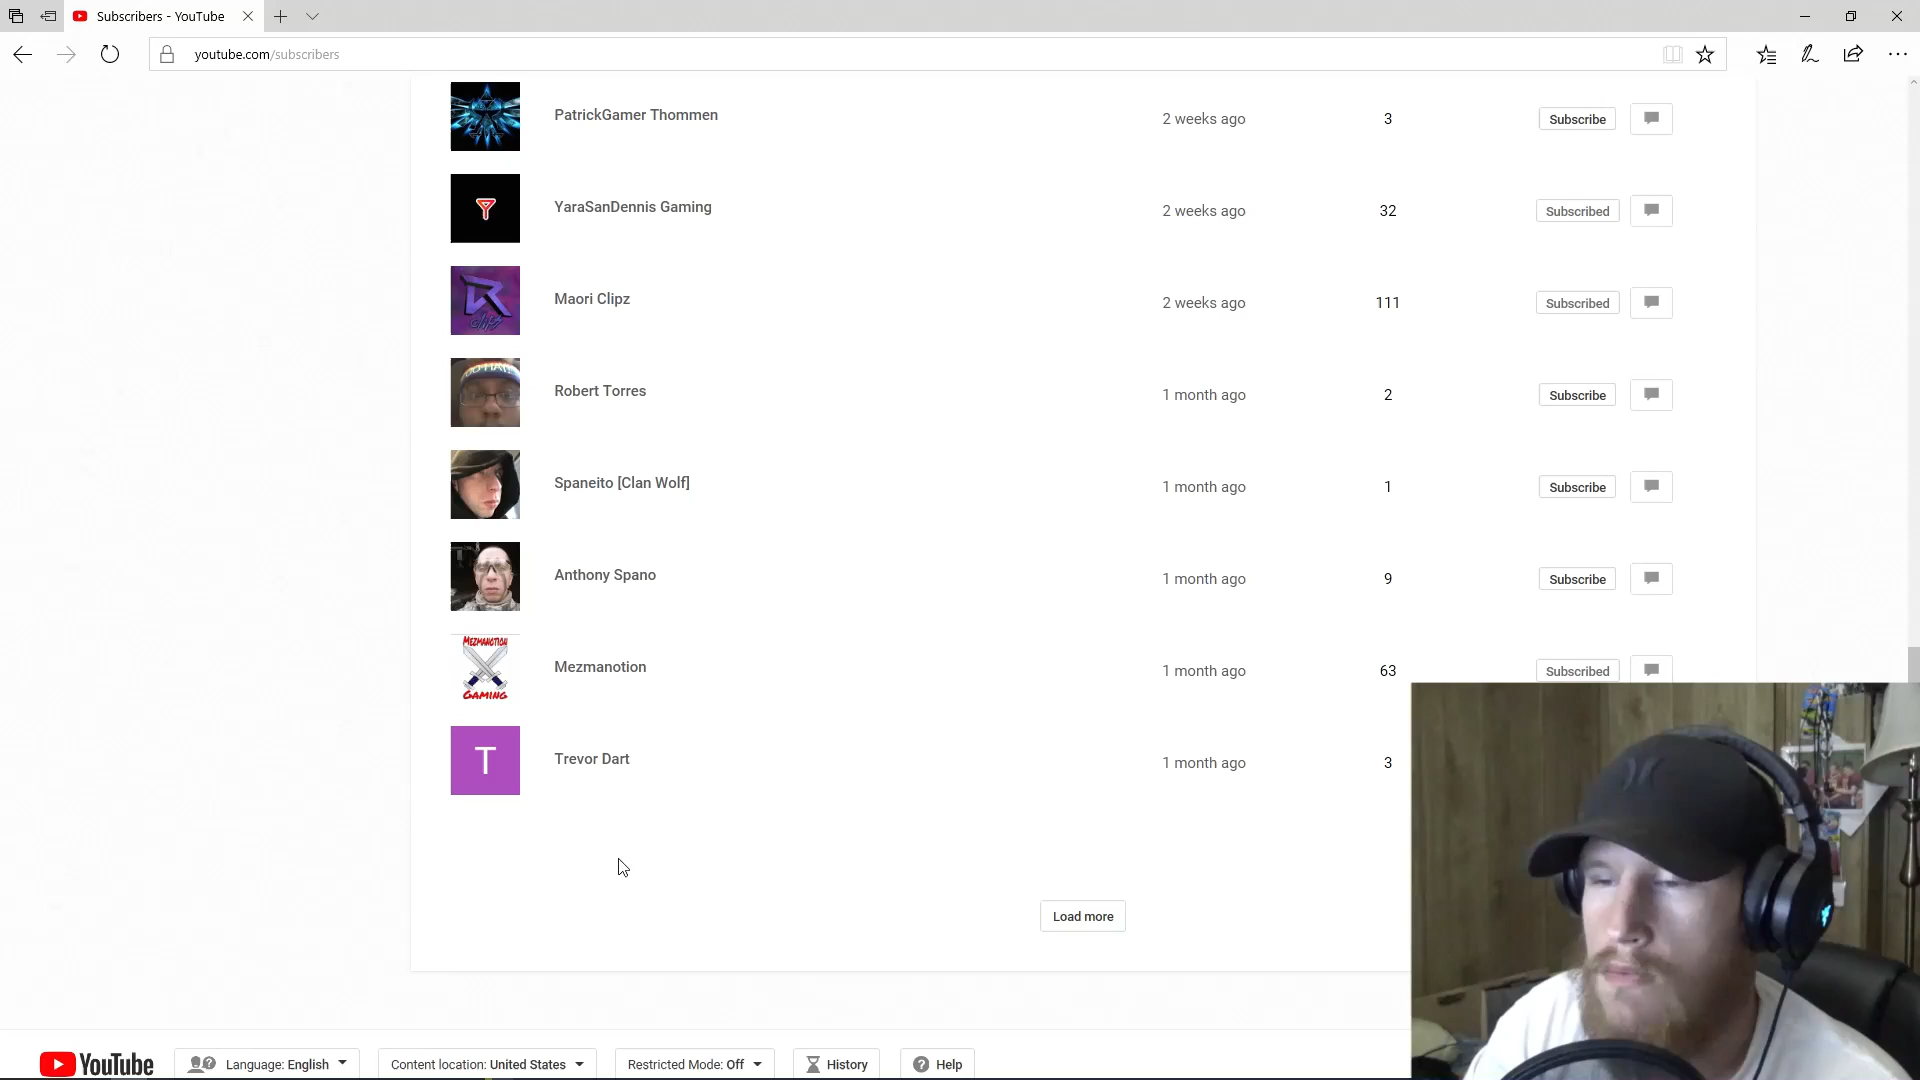 Subscribers - YouTube
youtube.com/subscribers
PatrickGamer Thommen 2 weeks ago 3 Subscribe
YaraSanDennis Gaming 2 weeks ago 32 Subscribed
Maori Clipz 2 weeks ago 111 Subscribed
Robert Torres 1 month ago 2 Subscribe
Spaneito [Clan Wolf] 1 month ago 1 Subscribe
Anthony Spano 1 month ago 9 Subscribe
MEZMANOTION
GAMING
Mezmanotion 1 month ago 63 Subscribed
T
Trevor Dart 1 month ago 3
Load more
YouTube Language: English Content location: United States Restricted Mode: Off History Help